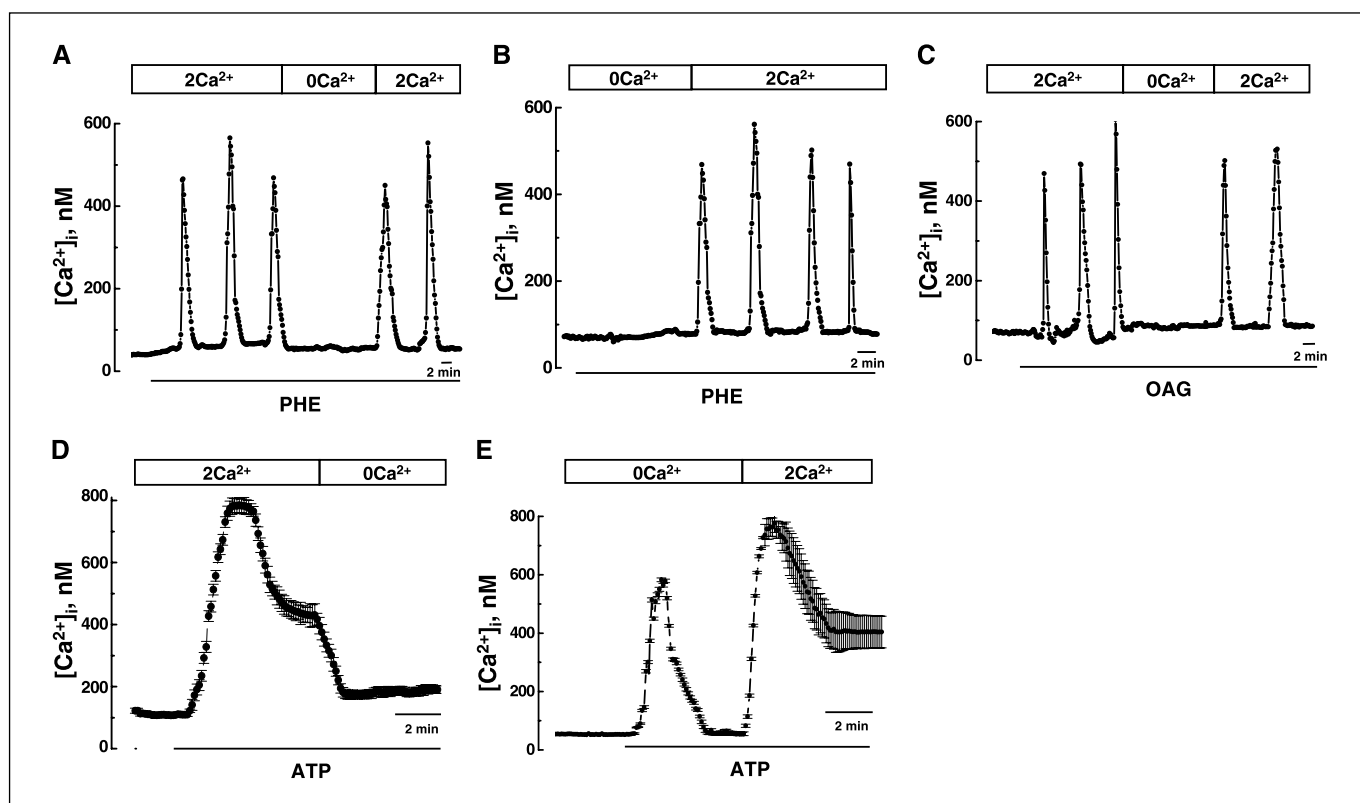 A
2Ca²⁺ 0Ca²⁺ 2Ca²⁺
600
400
200
0
[Ca²⁺]i, nM
2 min
PHE
B
0Ca²⁺ 2Ca²⁺
600
400
200
0
[Ca²⁺]i, nM
2 min
PHE
C
2Ca²⁺ 0Ca²⁺ 2Ca²⁺
600
400
200
0
[Ca²⁺]i, nM
2 min
OAG
D
2Ca²⁺ 0Ca²⁺
800
600
400
200
0
[Ca²⁺]i, nM
2 min
ATP
E
0Ca²⁺ 2Ca²⁺
800
600
400
200
0
[Ca²⁺]i, nM
2 min
ATP